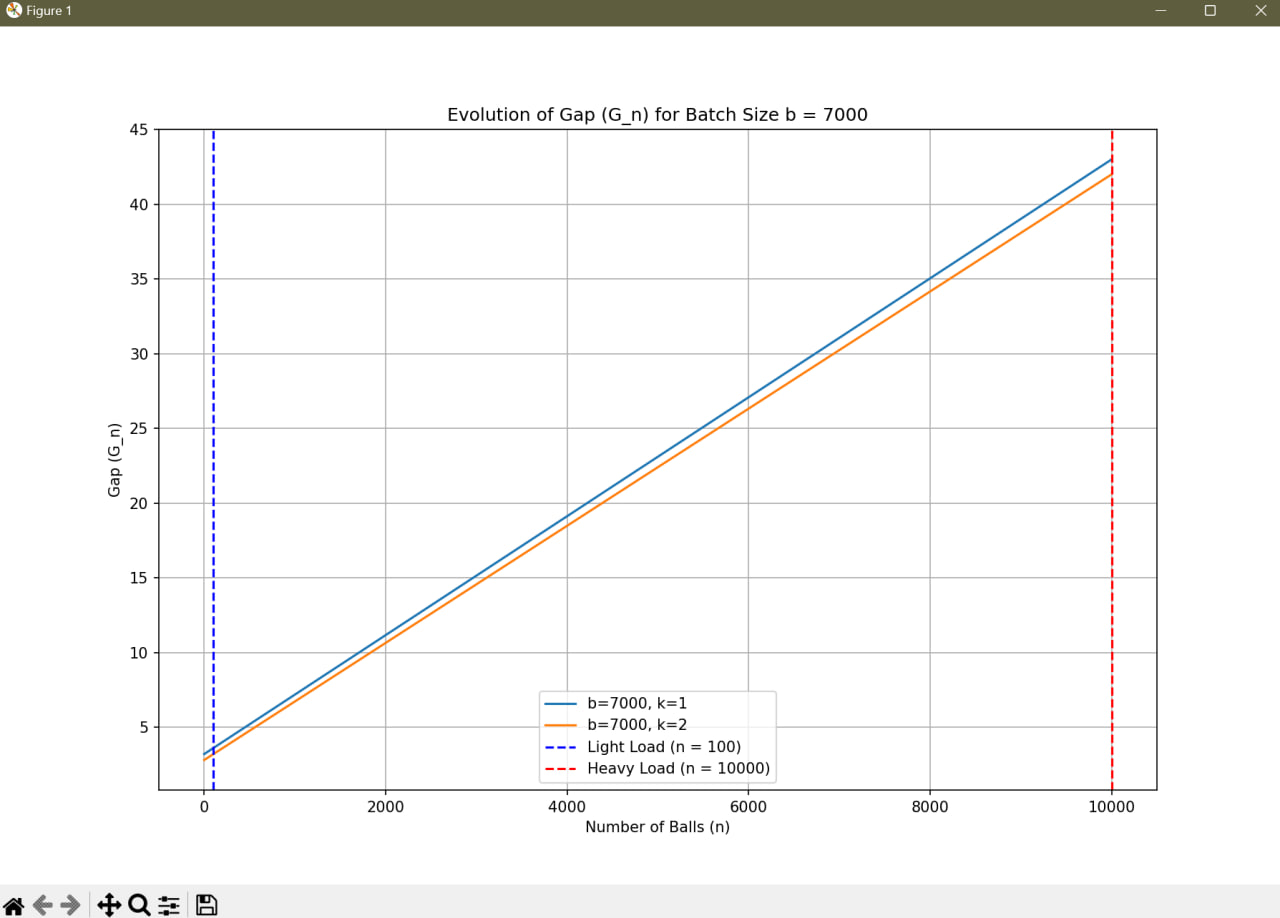 Figure 1
Evolution of Gap (G_n) for Batch Size b = 7000
45
40
35
30
25
20
15
10
5
Gap (G_n)
b=7000, k=1
b=7000, k=2
Light Load (n = 100)
Heavy Load (n = 10000)
0 2000 4000 6000 8000 10000
Number of Balls (n)